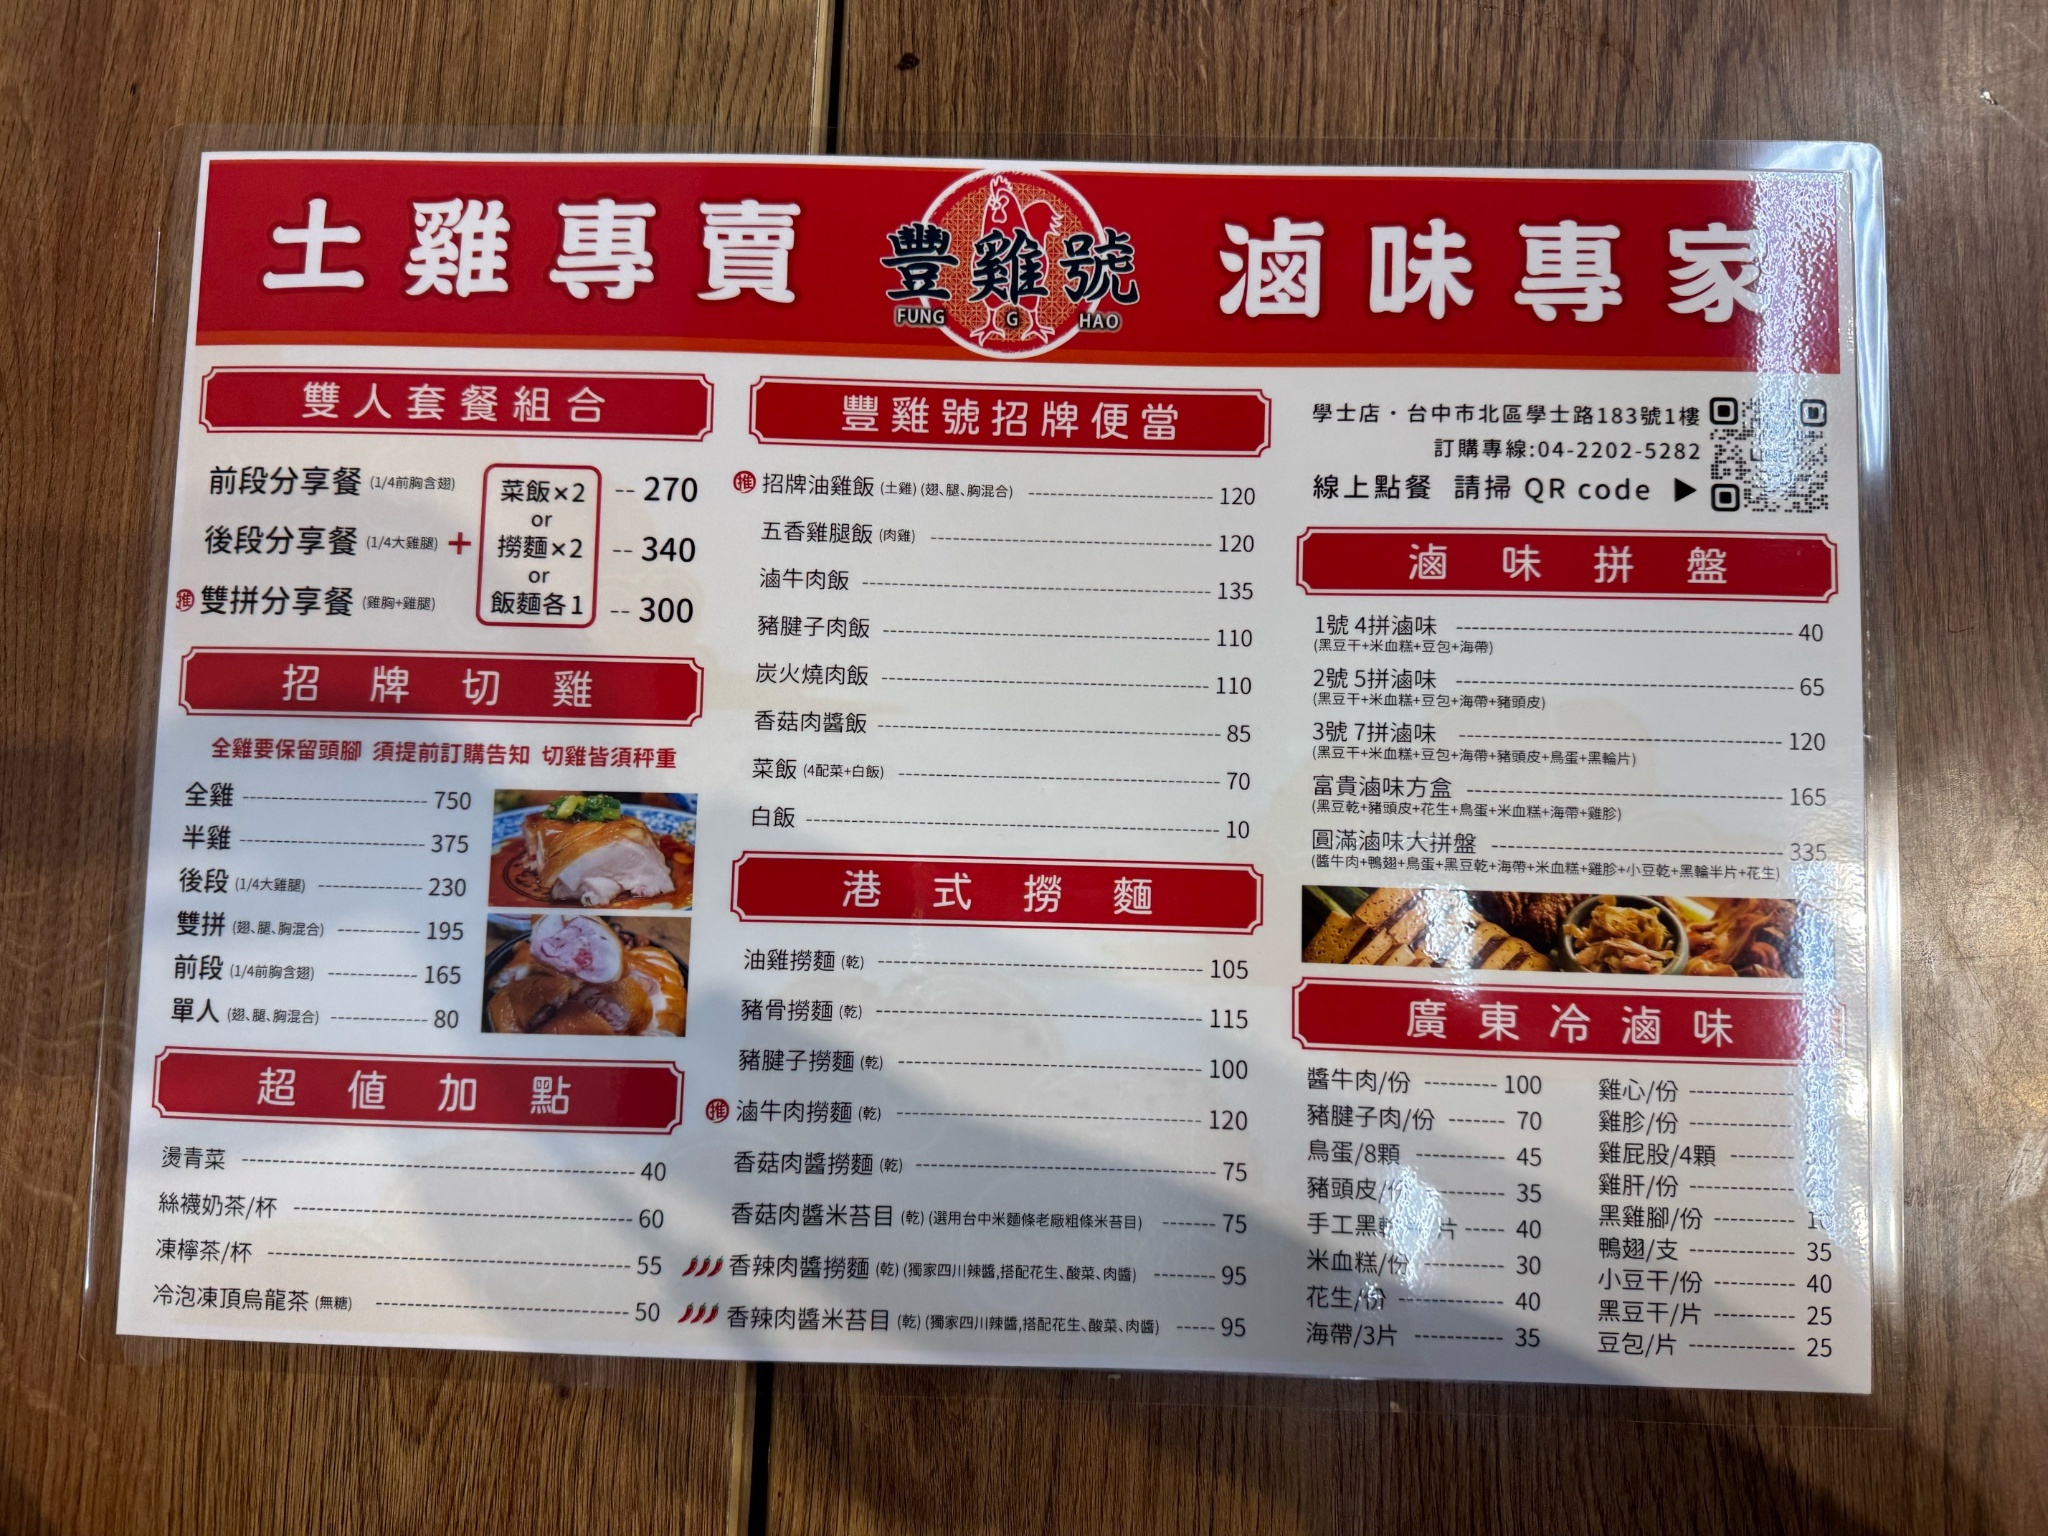 土雞專賣
豐雞號
FUNG G HAO
滷味專家
雙人套餐組合
前段分享餐 (1/4前胸含翅) -- 270
後段分享餐 (1/4大雞腿) -- 340
推 雙拼分享餐 (雞胸+雞腿) -- 300
+
菜飯×2
or
撈麵×2
or
飯麵各1
招牌切雞
全雞要保留頭腳 須提前訂購告知 切雞皆須秤重
全雞 750
半雞 375
後段 (1/4大雞腿) 230
雙拼 (翅、腿、胸混合) 195
前段 (1/4前胸含翅) 165
單人 (翅、腿、胸混合) 80
超值加點
燙青菜 40
絲襪奶茶/杯 60
凍檸茶/杯 55
冷泡凍頂烏龍茶 (無糖) 50
豐雞號招牌便當
推 招牌油雞飯 (土雞) (翅、腿、胸混合) 120
五香雞腿飯 (肉雞) 120
滷牛肉飯 135
豬腱子肉飯 110
炭火燒肉飯 110
香菇肉醬飯 85
菜飯 (4配菜+白飯) 70
白飯 10
港式撈麵
油雞撈麵 (乾) 105
豬骨撈麵 (乾) 115
豬腱子撈麵 (乾) 100
推 滷牛肉撈麵 (乾) 120
香菇肉醬撈麵 (乾) 75
香菇肉醬米苔目 (乾) (選用台中米麵條老廠粗條米苔目) 75
香辣肉醬撈麵 (乾) (獨家四川辣醬,搭配花生、酸菜、肉醬) 95
香辣肉醬米苔目 (乾) (獨家四川辣醬,搭配花生、酸菜、肉醬) 95
學士店・台中市北區學士路183號1樓
訂購專線:04-2202-5282
線上點餐 請掃 QR code ▶
滷味拼盤
1號 4拼滷味 40
(黑豆干+米血糕+豆包+海帶)
2號 5拼滷味 65
(黑豆干+米血糕+豆包+海帶+豬頭皮)
3號 7拼滷味 120
(黑豆干+米血糕+豆包+海帶+豬頭皮+鳥蛋+黑輪片)
富貴滷味方盒 165
(黑豆乾+豬頭皮+花生+鳥蛋+米血糕+海帶+雞胗)
圓滿滷味大拼盤 335
(醬牛肉+鴨翅+鳥蛋+黑豆乾+海帶+米血糕+雞胗+小豆乾+黑輪半片+花生)
廣東冷滷味
醬牛肉/份 100
豬腱子肉/份 70
鳥蛋/8顆 45
豬頭皮/份 35
手工黑 片 40
米血糕/份 30
花生/份 40
海帶/3片 35
雞心/份
雞胗/份
雞屁股/4顆
雞肝/份
黑雞腳/份
鴨翅/支 35
小豆干/份 40
黑豆干/片 25
豆包/片 25